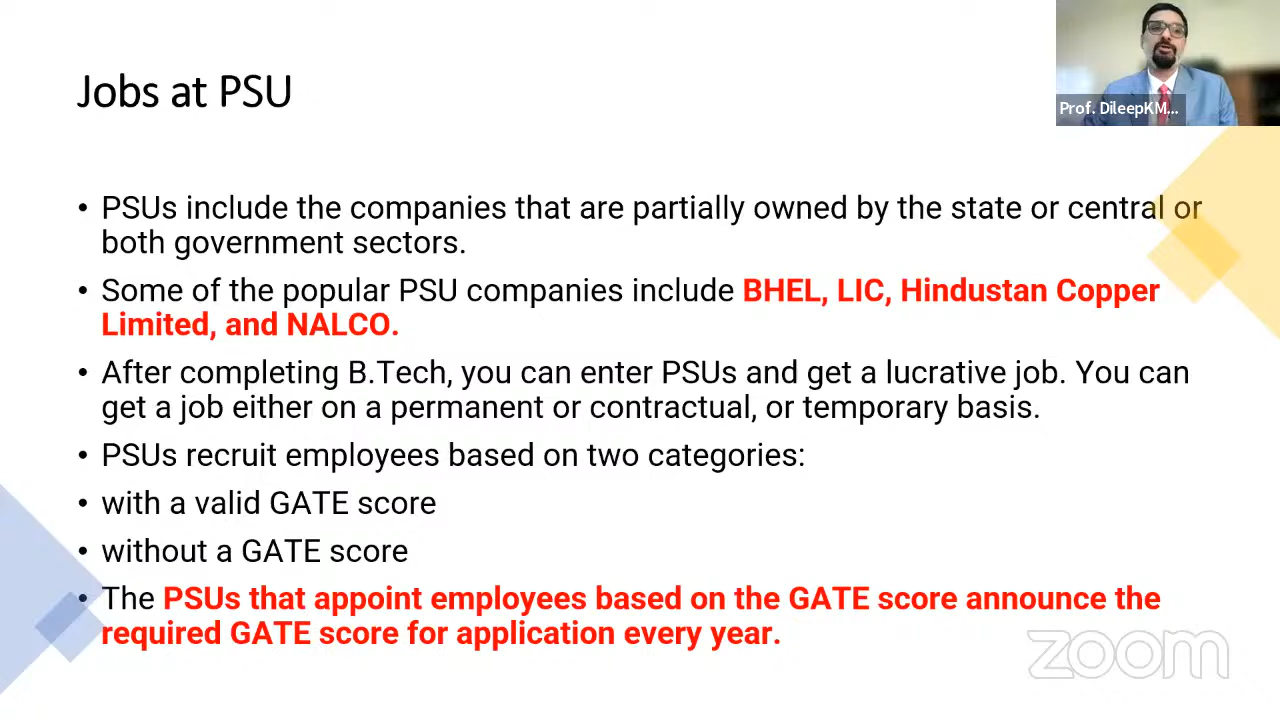 Jobs at PSU
Prof. DileepKM...
• PSUs include the companies that are partially owned by the state or central or
both government sectors.
• Some of the popular PSU companies include BHEL, LIC, Hindustan Copper
Limited, and NALCO.
• After completing B.Tech, you can enter PSUs and get a lucrative job. You can
get a job either on a permanent or contractual, or temporary basis.
• PSUs recruit employees based on two categories:
• with a valid GATE score
• without a GATE score
• The PSUs that appoint employees based on the GATE score announce the
required GATE score for application every year.
zoom